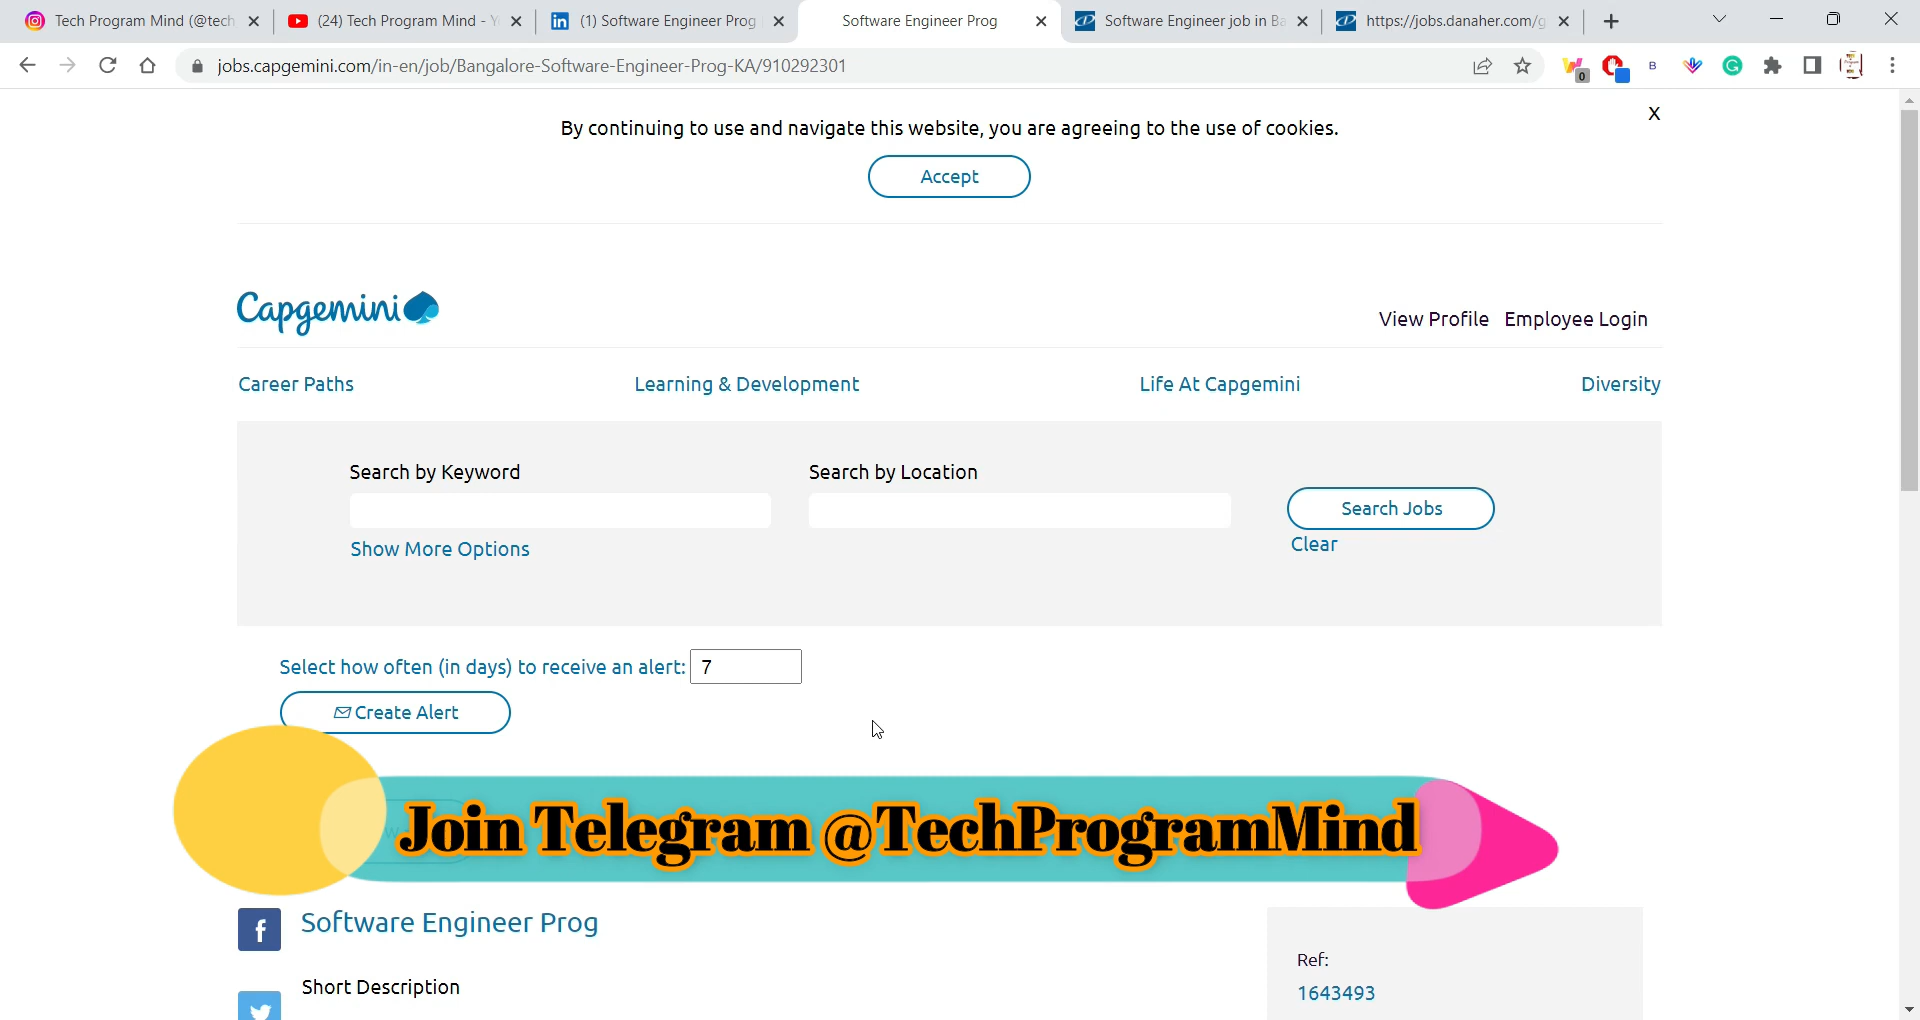 Tech Program Mind (@tech
(24) Tech Program Mind - Y
(1) Software Engineer Prog
Software Engineer Prog
Software Engineer job in Ba
https://jobs.danaher.com/g
jobs.capgemini.com/in-en/job/Bangalore-Software-Engineer-Prog-KA/910292301
0
B
By continuing to use and navigate this website, you are agreeing to the use of cookies.
X
Accept
Capgemini
View Profile Employee Login
Career Paths Learning & Development Life At Capgemini Diversity
Search by Keyword Search by Location
Search Jobs
Show More Options
Clear
Select how often (in days) to receive an alert: 7
Create Alert
Join Telegram @TechProgramMind
Software Engineer Prog
Ref:
Short Description
1643493